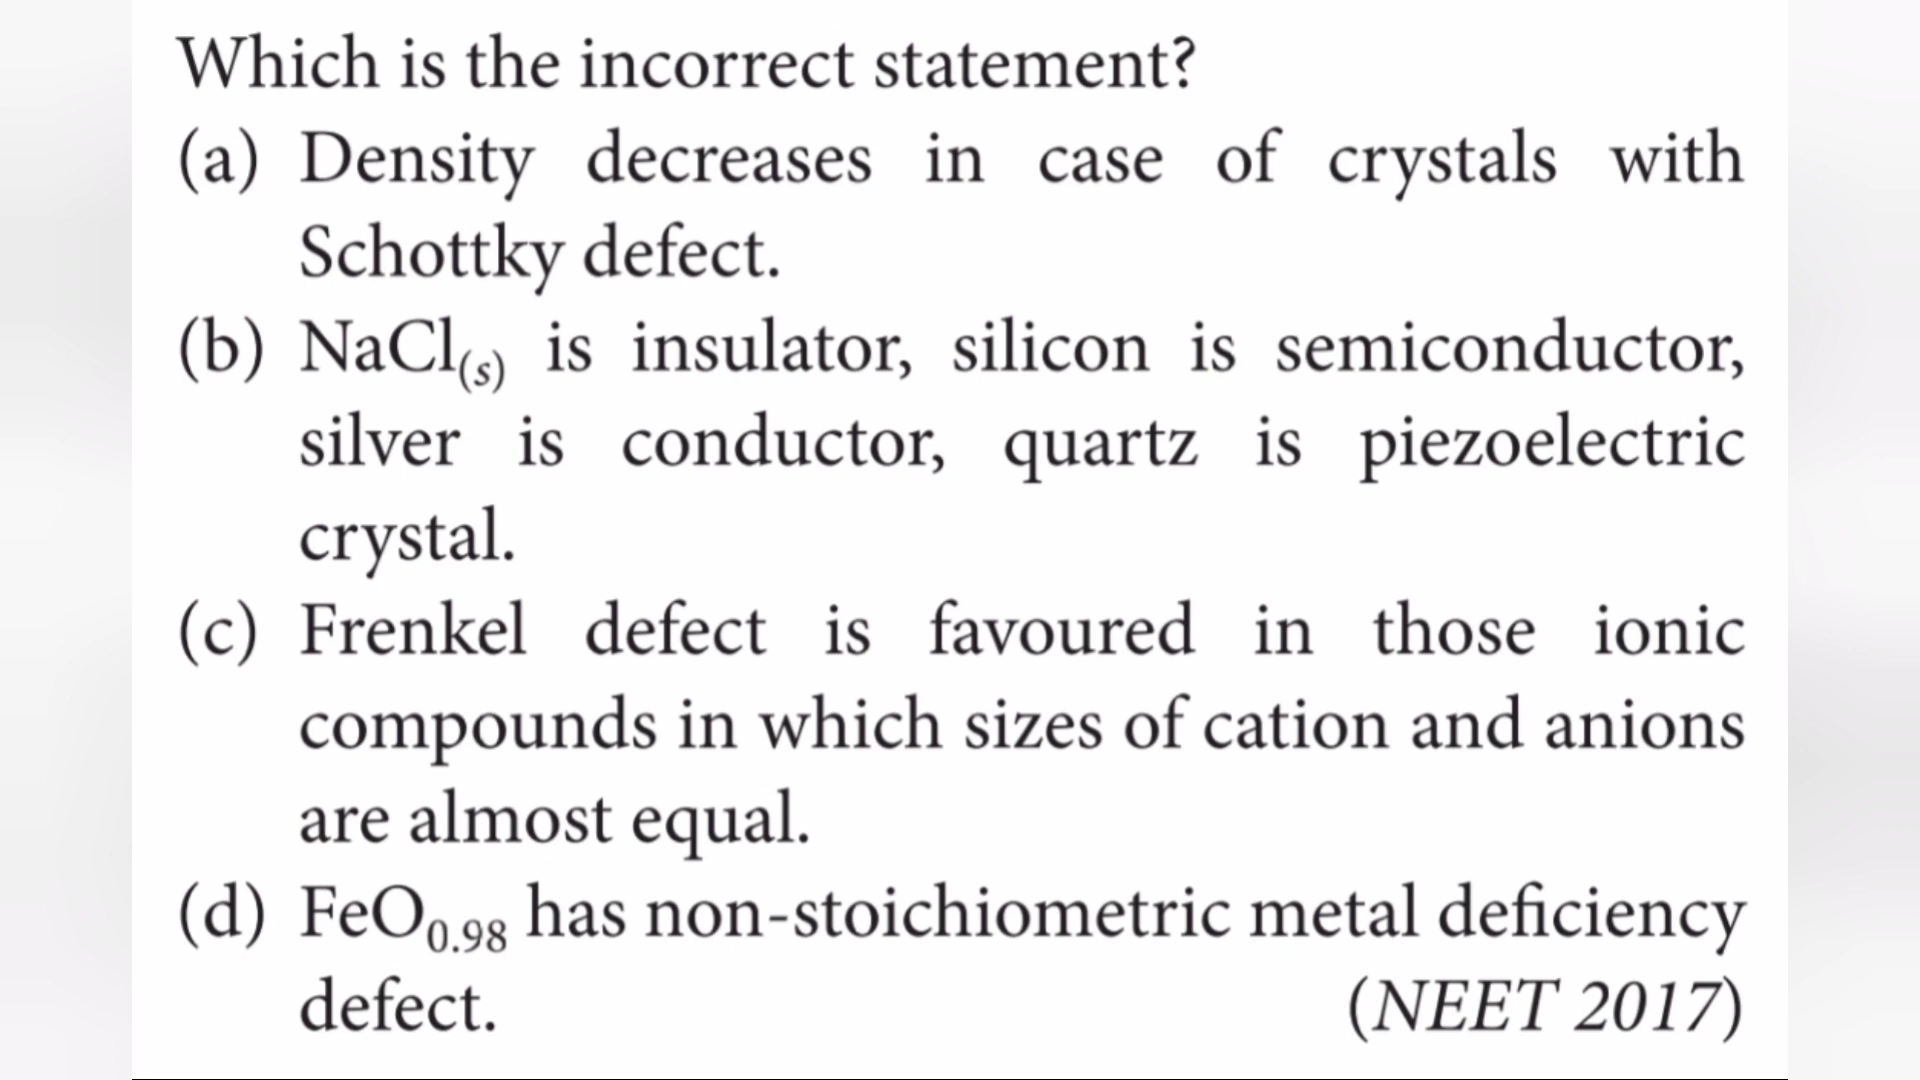 Which is the incorrect statement?
(a) Density decreases in case of crystals with
Schottky defect.
(b) NaCl(s) is insulator, silicon is semiconductor,
silver is conductor, quartz is piezoelectric
crystal.
(c) Frenkel defect is favoured in those ionic
compounds in which sizes of cation and anions
are almost equal.
(d) FeO0.98 has non-stoichiometric metal deficiency
defect. (NEET 2017)